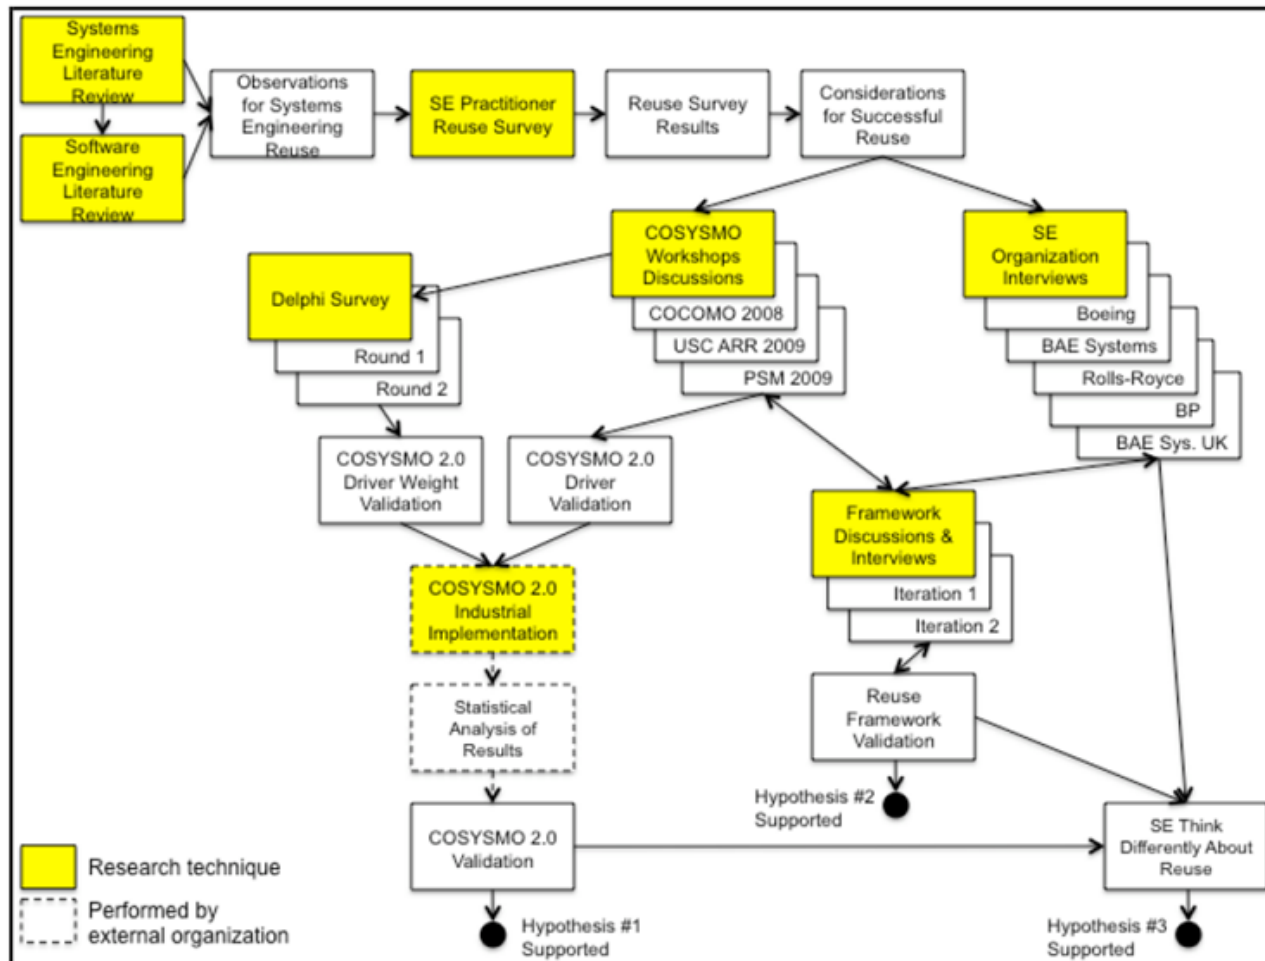 Systems
Engineering
Literature
Review
Software
Engineering
Literature
Review
Observations
for Systems
Engineering
Reuse
SE Practitioner
Reuse Survey
Reuse Survey
Results
Considerations
for Successful
Reuse
COSYSMO
Workshops
Discussions
COCOMO 2008
USC ARR 2009
PSM 2009
SE
Organization
Interviews
Boeing
BAE Systems
Rolls-Royce
BP
BAE Sys. UK
Delphi Survey
Round 1
Round 2
COSYSMO 2.0
Driver Weight
Validation
COSYSMO 2.0
Driver
Validation
Framework
Discussions &
Interviews
Iteration 1
Iteration 2
COSYSMO 2.0
Industrial
Implementation
Statistical
Analysis of
Results
Reuse
Framework
Validation
Hypothesis #2
Supported
COSYSMO 2.0
Validation
SE Think
Differently About
Reuse
Hypothesis #1
Supported
Hypothesis #3
Supported
Research technique
Performed by
external organization